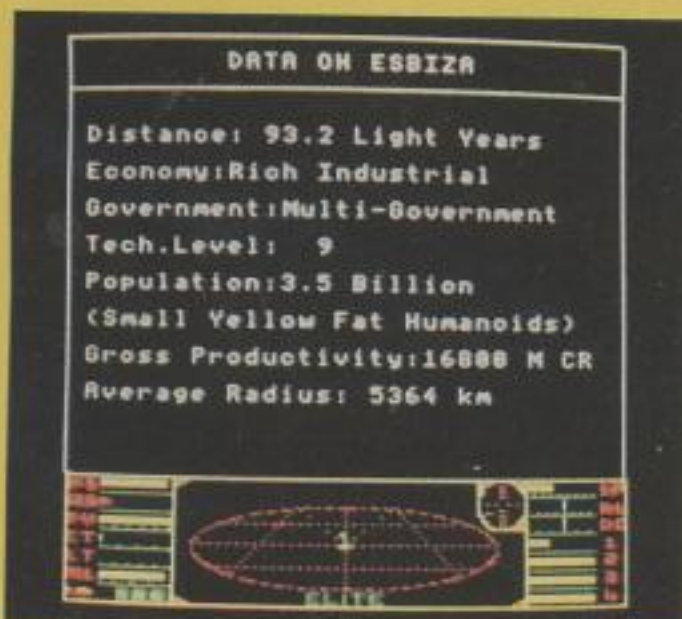 DATA ON ESBIZA
Distance: 93.2 Light Years
Economy:Rich Industrial
Government:Multi-Government
Tech.Level: 9
Population:3.5 Billion
(Small Yellow Fat Humanoids)
Gross Productivity:16800 M CR
Average Radius: 5364 km
ELITE